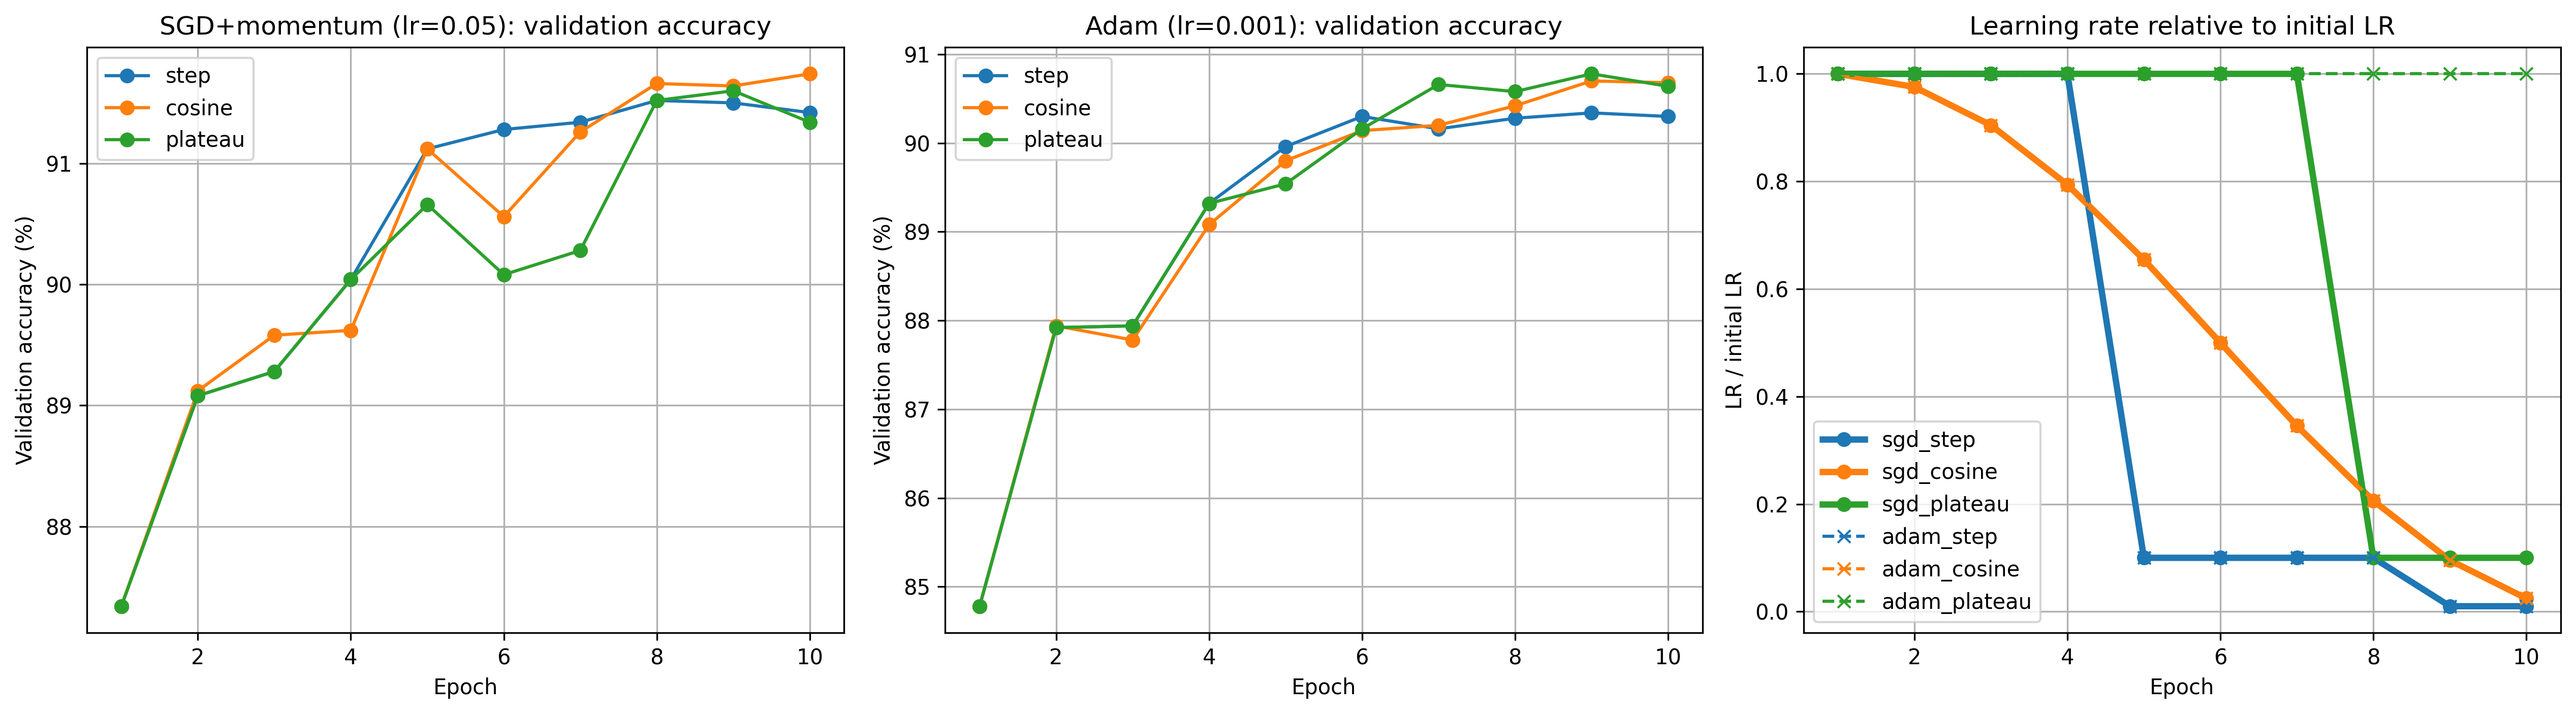 SGD+momentum (lr=0.05): validation accuracy
step
cosine
plateau
91
90
89
88
Validation accuracy (%)
2 4 6 8 10
Epoch
Adam (lr=0.001): validation accuracy
step
cosine
plateau
91
90
89
88
87
86
85
Validation accuracy (%)
2 4 6 8 10
Epoch
Learning rate relative to initial LR
1.0
0.8
0.6
0.4
0.2
0.0
LR / initial LR
sgd_step
sgd_cosine
sgd_plateau
adam_step
adam_cosine
adam_plateau
2 4 6 8 10
Epoch